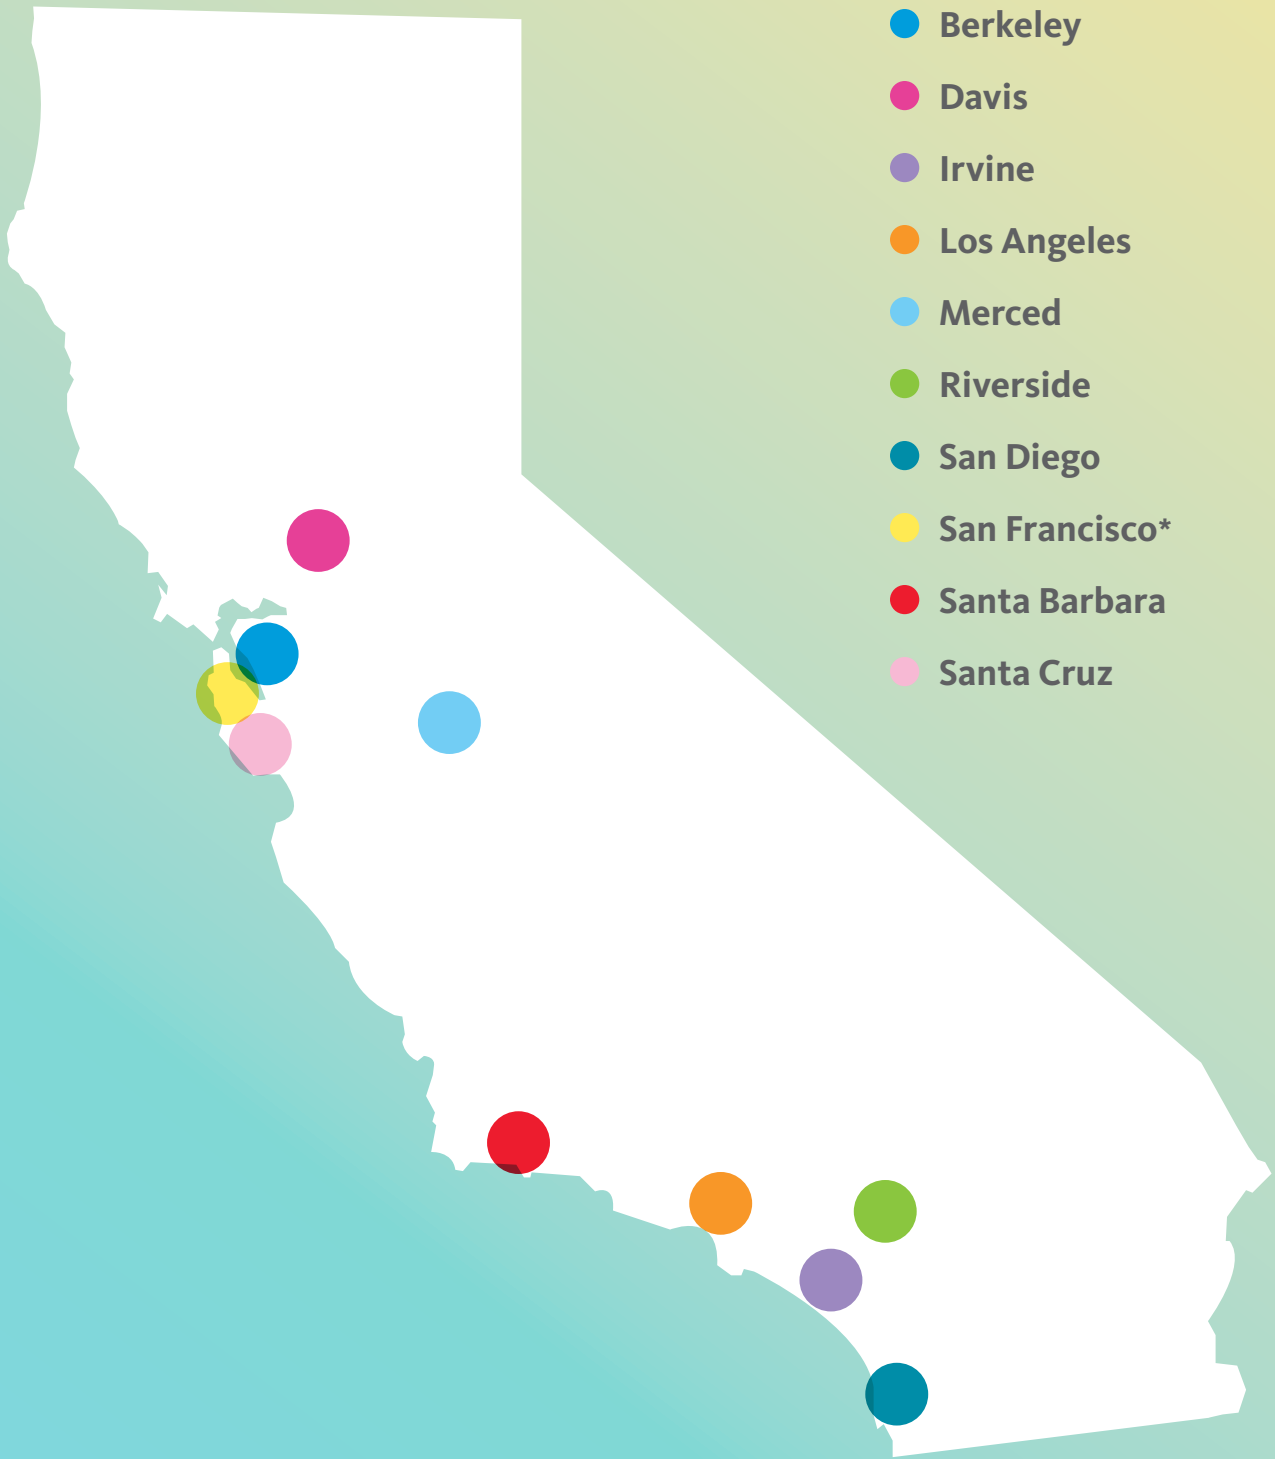 Berkeley
Davis
Irvine
Los Angeles
Merced
Riverside
San Diego
San Francisco*
Santa Barbara
Santa Cruz